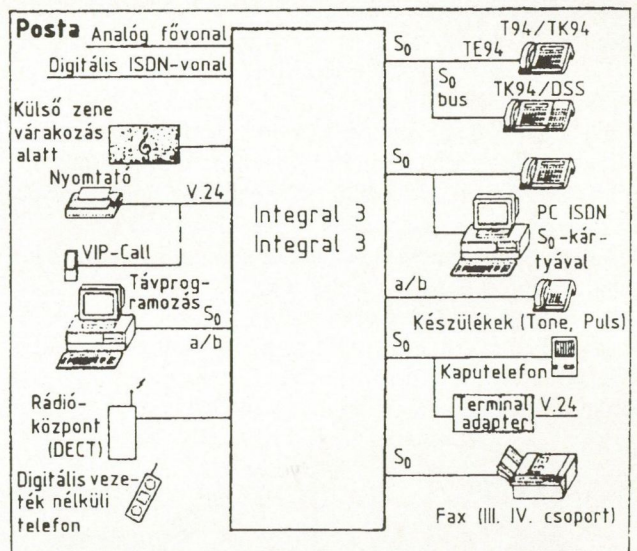 Posta
Analóg fővonal
Digitális ISDN-vonal
Külső zene
várakozás
alatt
Nyomtató
V.24
VIP-Call
Távprog-
ramozás
S₀
a/b
Rádió-
központ
(DECT)
Digitális veze-
ték nélküli
telefon
Integral 3
Integral 3
S₀
TE94
T94/TK94
S₀
bus
TK94/DSS
S₀
PC ISDN
S₀-kár-
tyával
a/b
Készülékek (Tone, Puls)
S₀
Kaputelefon
Terminal
adapter
V.24
S₀
Fax (III. IV. csoport)